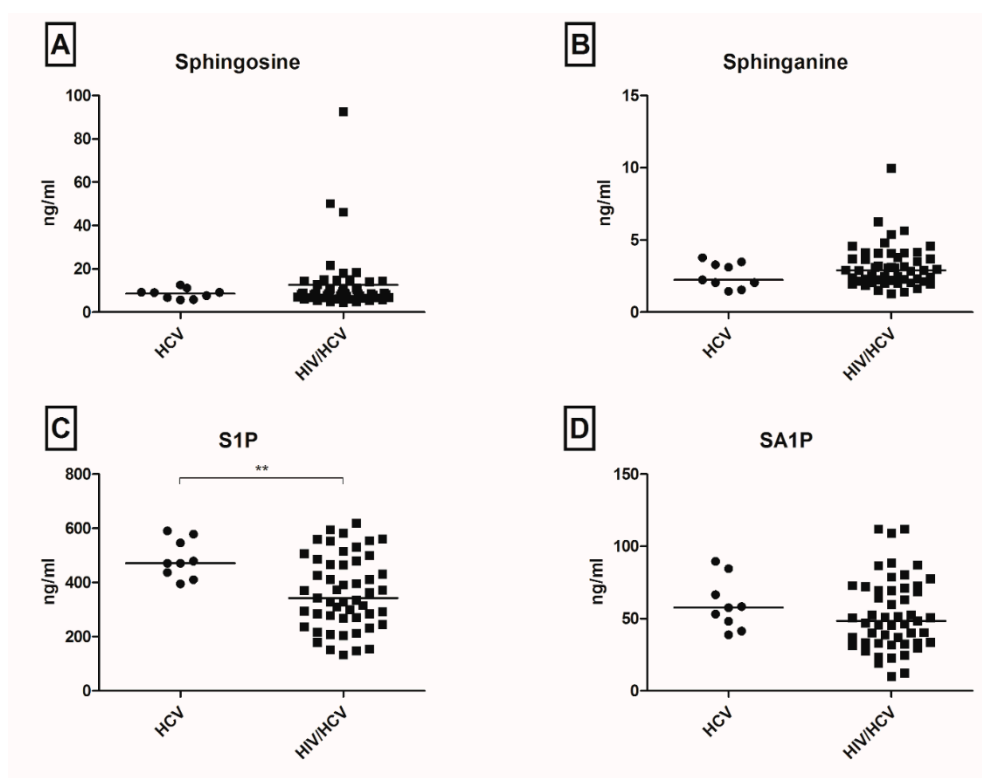 A
Sphingosine
100
80
60
40
20
0
ng/ml
HCV
HIV/HCV
B
Sphinganine
15
10
5
0
ng/ml
HCV
HIV/HCV
C
S1P
800
600
400
200
0
ng/ml
**
HCV
HIV/HCV
D
SA1P
150
100
50
0
ng/ml
HCV
HIV/HCV